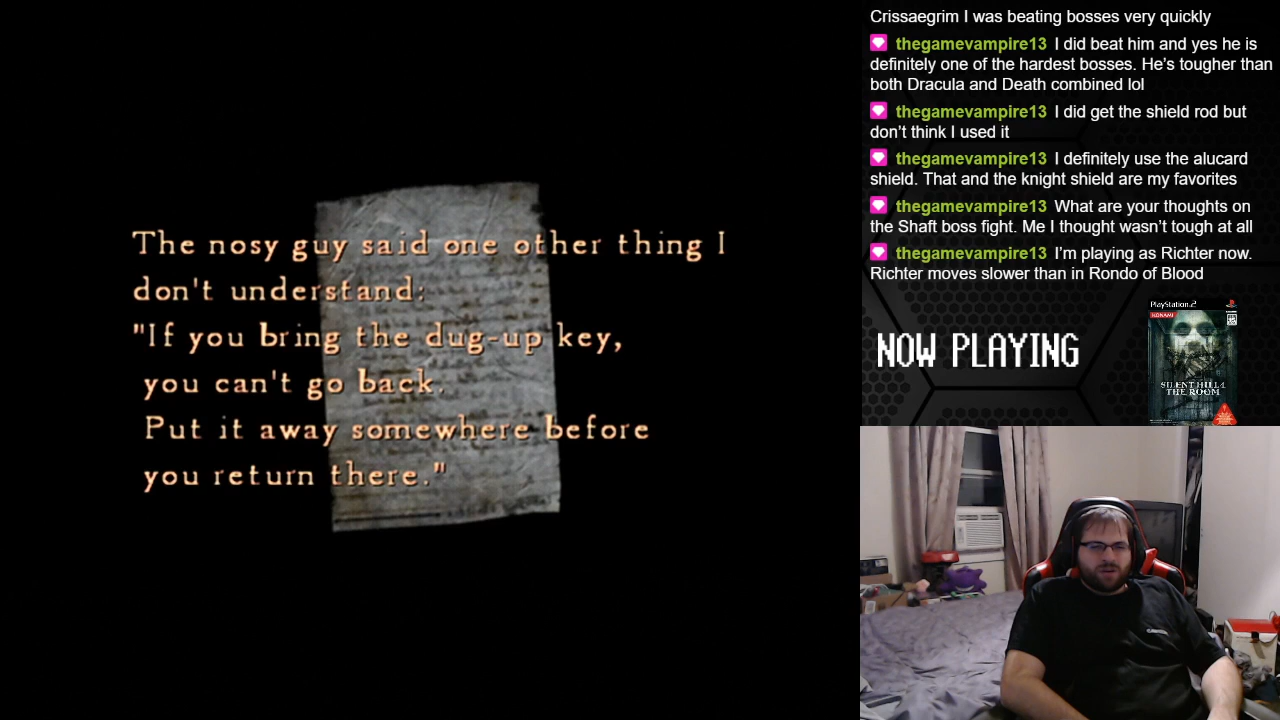 The nosy guy said one other thing I
don't understand:
"If you bring the dug-up key,
you can't go back.
Put it away somewhere before
you return there."
Crissaegrim I was beating bosses very quickly
thegamevampire13 I did beat him and yes he is
definitely one of the hardest bosses. He's tougher than
both Dracula and Death combined lol
thegamevampire13 I did get the shield rod but
don't think I used it
thegamevampire13 I definitely use the alucard
shield. That and the knight shield are my favorites
thegamevampire13 What are your thoughts on
the Shaft boss fight. Me I thought wasn't tough at all
thegamevampire13 I'm playing as Richter now.
Richter moves slower than in Rondo of Blood
NOW PLAYING
PlayStation 2
KONAMI
SILENT HILL 4
THE ROOM